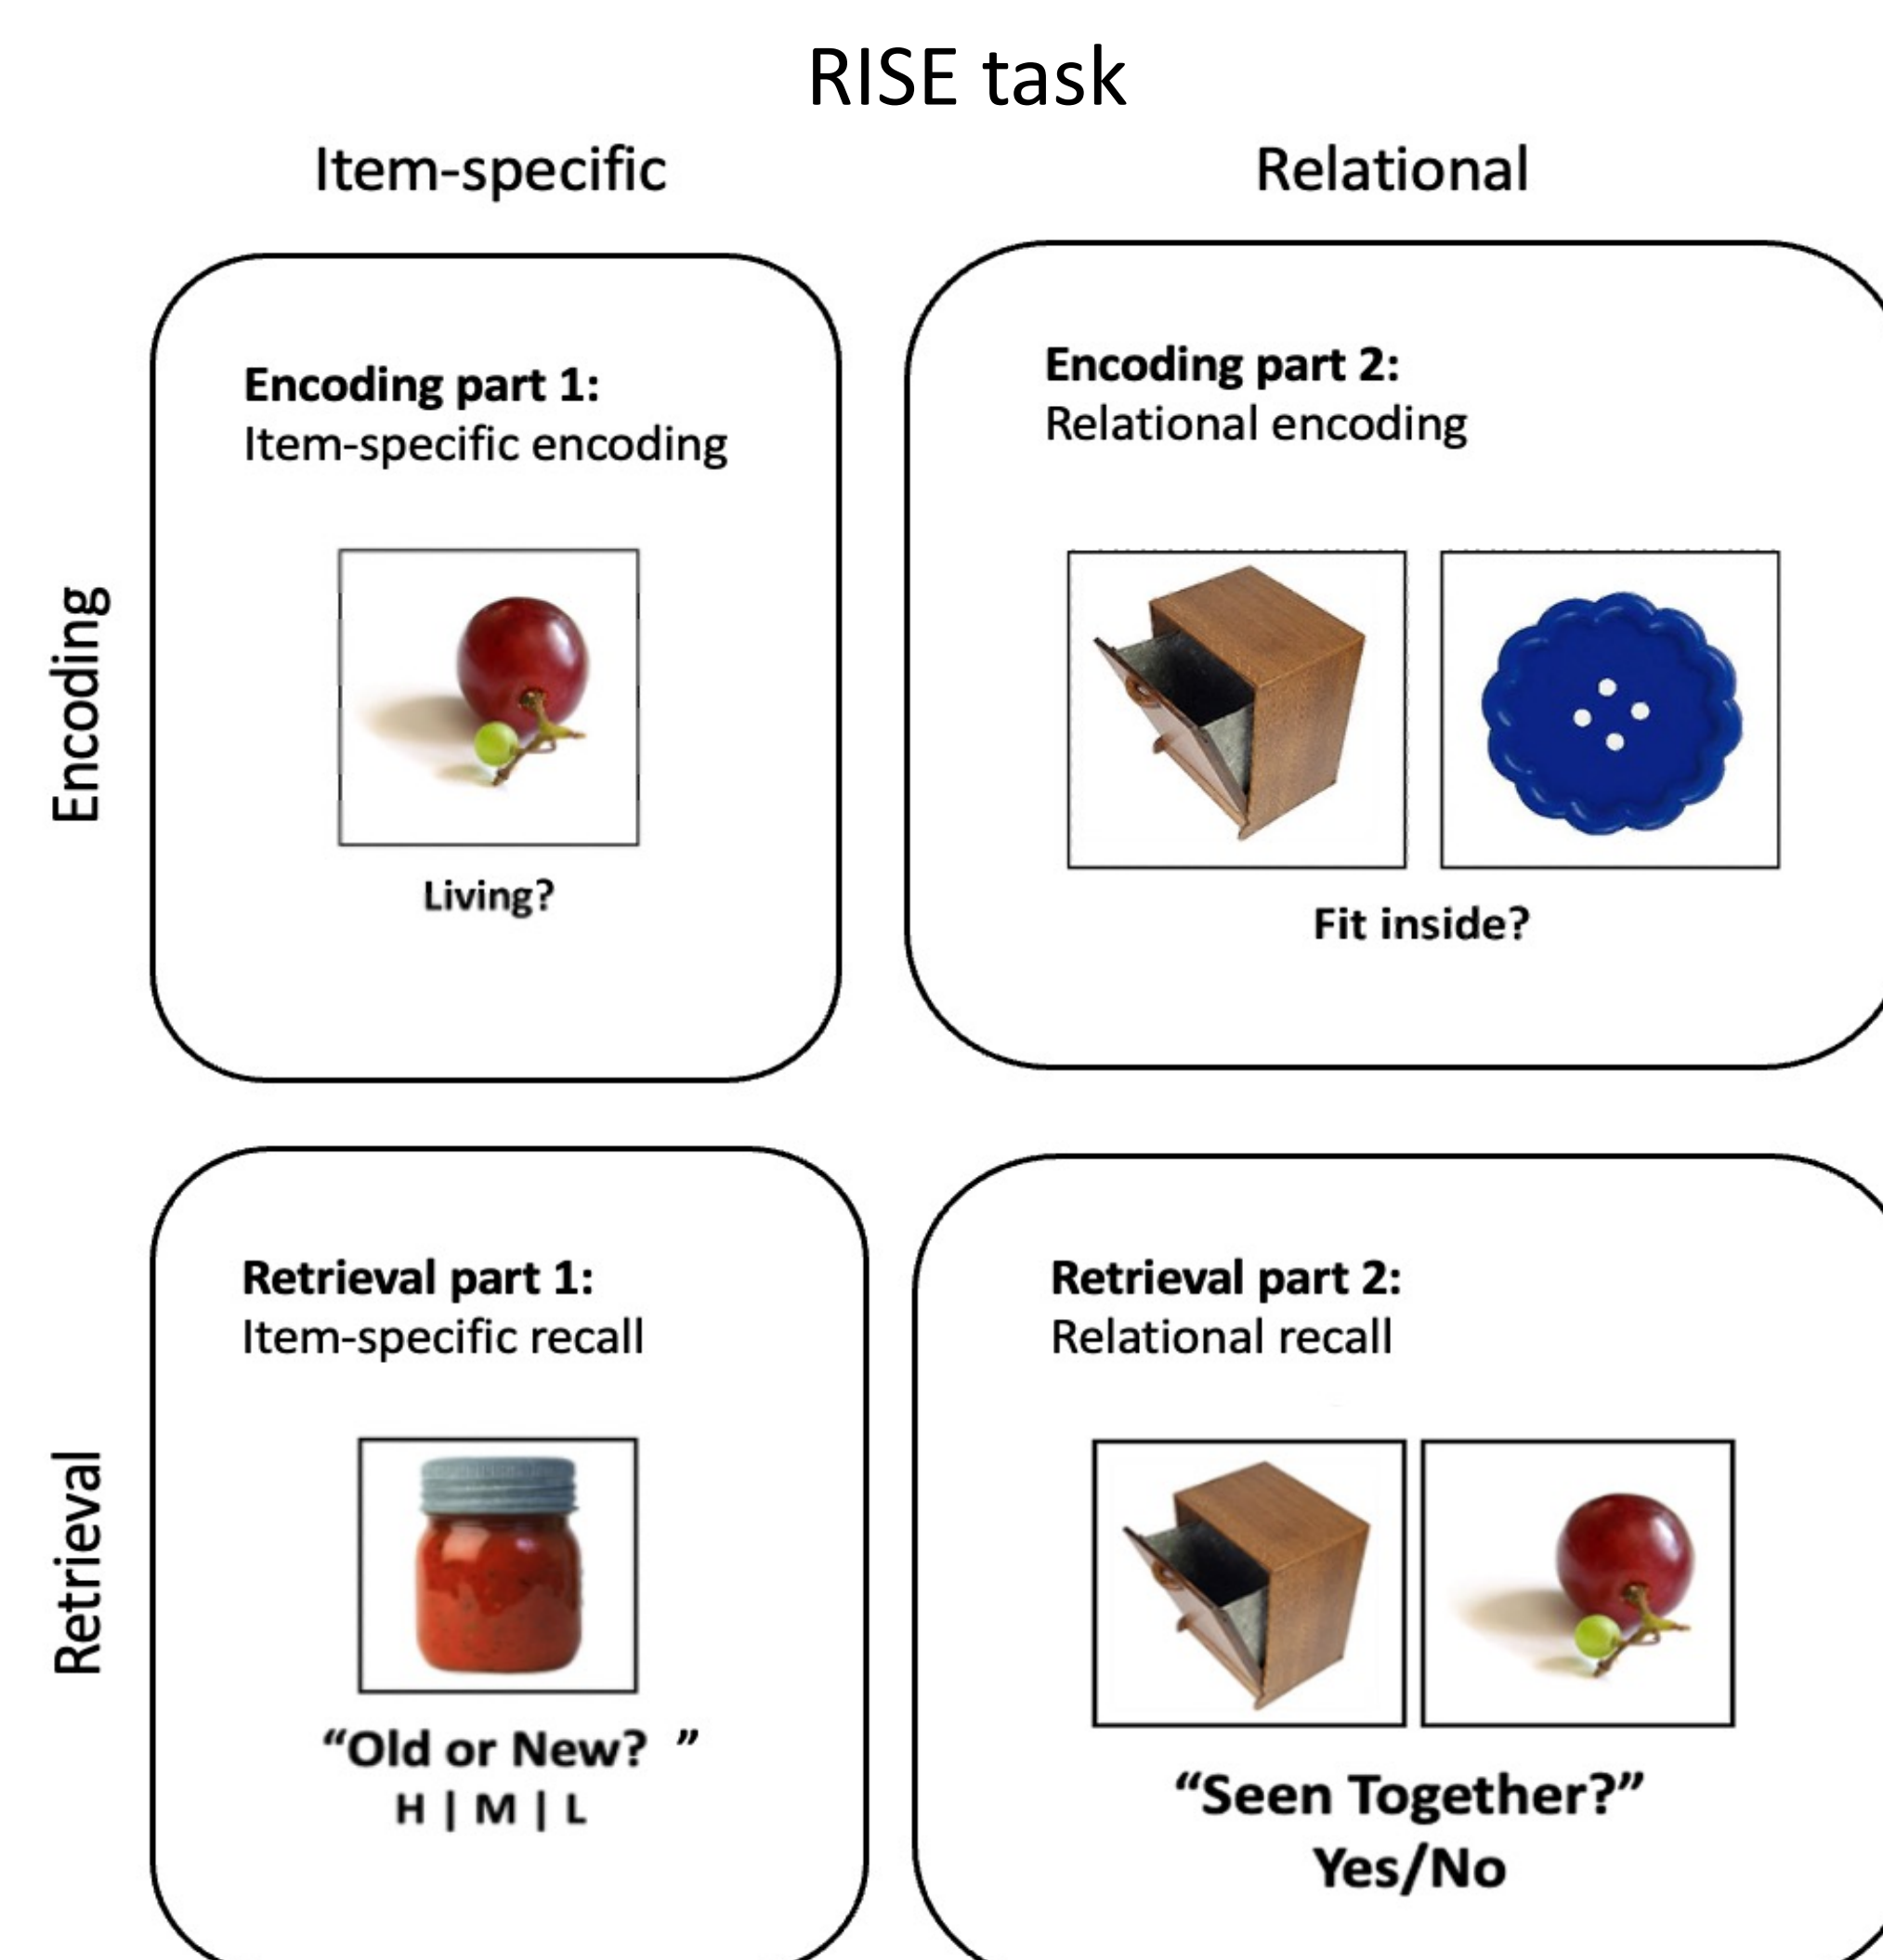 RISE task
Item-specific
Relational
Encoding
Encoding part 1:
Item-specific encoding
Living?
Encoding part 2:
Relational encoding
Fit inside?
Retrieval
Retrieval part 1:
Item-specific recall
“Old or New?  ”
H | M | L
Retrieval part 2:
Relational recall
“Seen Together?”
Yes/No